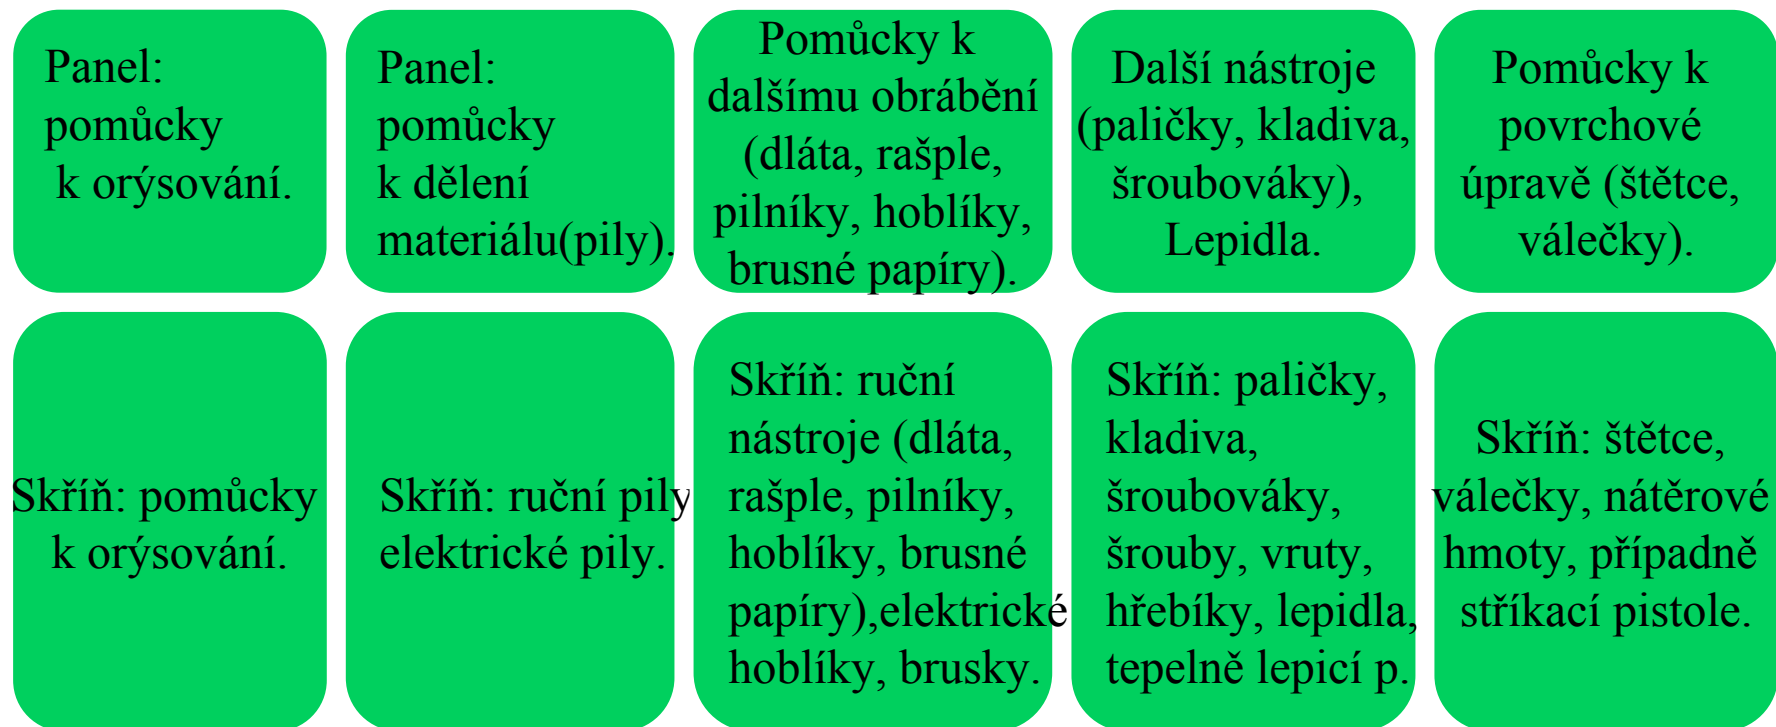 Panel:
pomůcky
k orýsování.
Panel:
pomůcky
k dělení
materiálu(pily).
Pomůcky k
dalšímu obrábění
(dláta, rašple,
pilníky, hoblíky,
brusné papíry).
Další nástroje
(paličky, kladiva,
šroubováky),
Lepidla.
Pomůcky k
povrchové
úpravě (štětce,
válečky).
Skříň: pomůcky
k orýsování.
Skříň: ruční pily
elektrické pily.
Skříň: ruční
nástroje (dláta,
rašple, pilníky,
hoblíky, brusné
papíry),elektrické
hoblíky, brusky.
Skříň: paličky,
kladiva,
šroubováky,
šrouby, vruty,
hřebíky, lepidla,
tepelně lepicí p.
Skříň: štětce,
válečky, nátěrové
hmoty, případně
stříkací pistole.